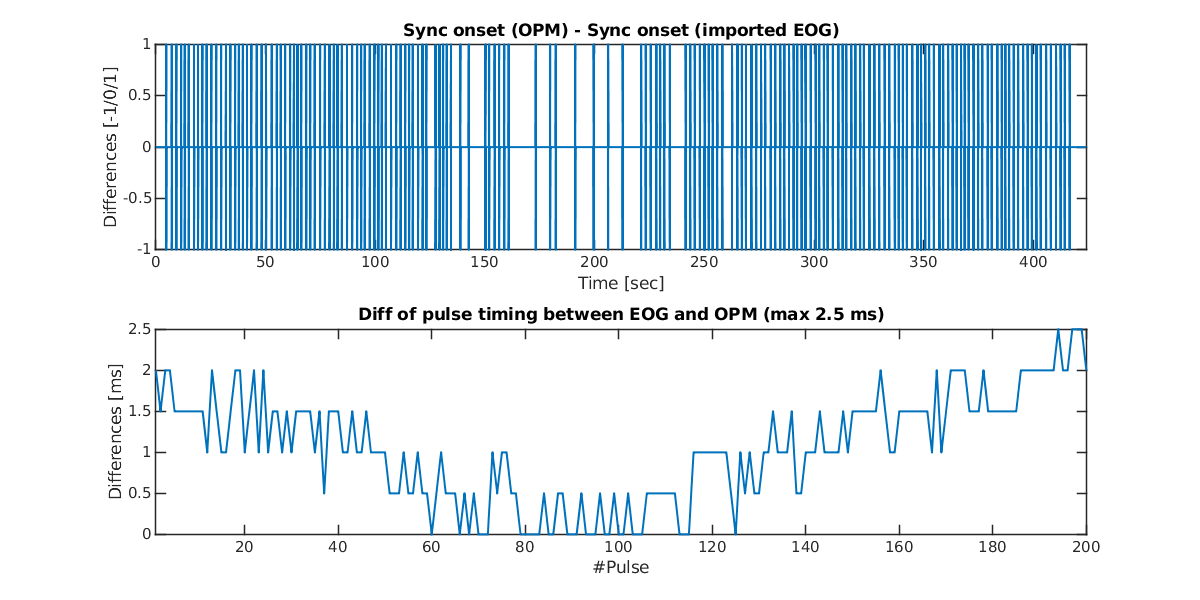 Sync onset (OPM) - Sync onset (imported EOG)
1
0.5
0
-0.5
-1
Differences [-1/0/1]
0 50 100 150 200 250 300 350 400
Time [sec]
Diff of pulse timing between EOG and OPM (max 2.5 ms)
2.5
2
1.5
1
0.5
0
Differences [ms]
20 40 60 80 100 120 140 160 180 200
#Pulse